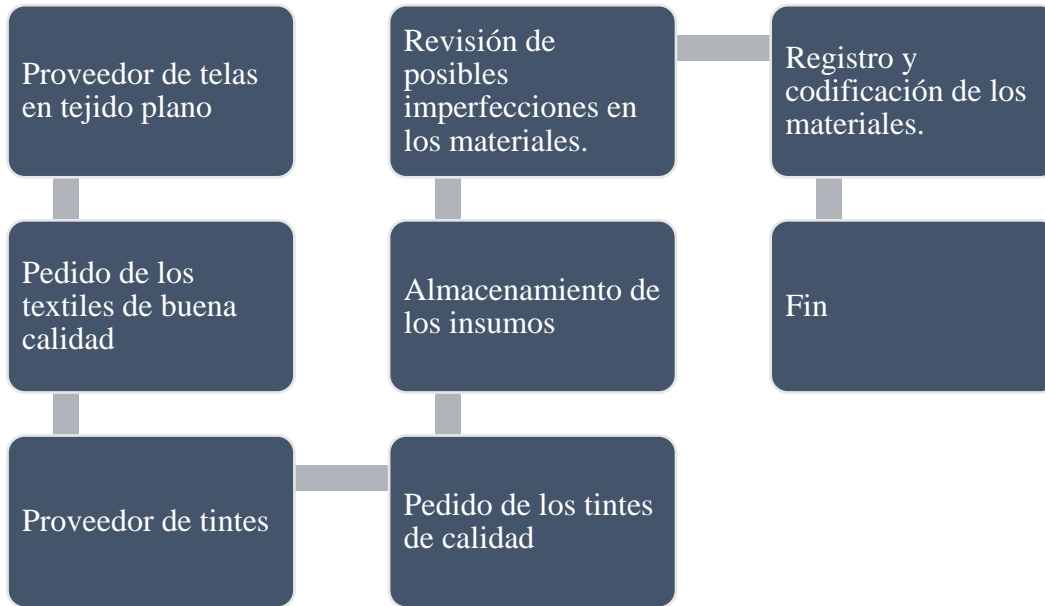 Proveedor de telas
en tejido plano
Pedido de los
textiles de buena
calidad
Proveedor de tintes
Pedido de los tintes
de calidad
Almacenamiento de
los insumos
Revisión de
posibles
imperfecciones en
los materiales.
Registro y
codificación de los
materiales.
Fin